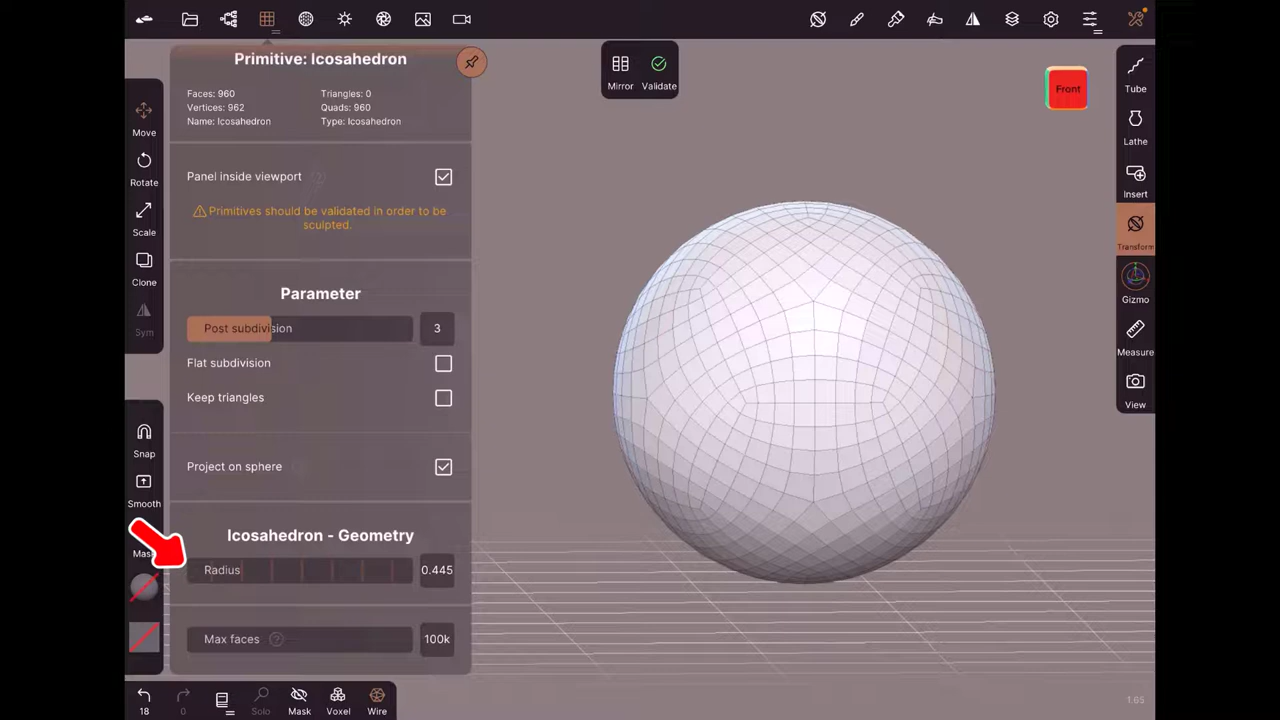 Primitive: Icosahedron
Faces: 960
Triangles: 0
Vertices: 962
Quads: 960
Name: Icosahedron
Type: Icosahedron
Panel inside viewport ?
Primitives should be validated in order to be
sculpted.
Parameter
Post subdivision 3
Flat subdivision
Keep triangles
Project on sphere
Icosahedron - Geometry
Radius 0.445
Max faces ? 100k
Mirror
Validate
Front
Move
Rotate
Scale
Clone
Sym
Snap
Smooth
Mask
Tube
Lathe
Insert
Transform
Gizmo
Measure
View
18
0
Solo
Mask
Voxel
Wire
1.65